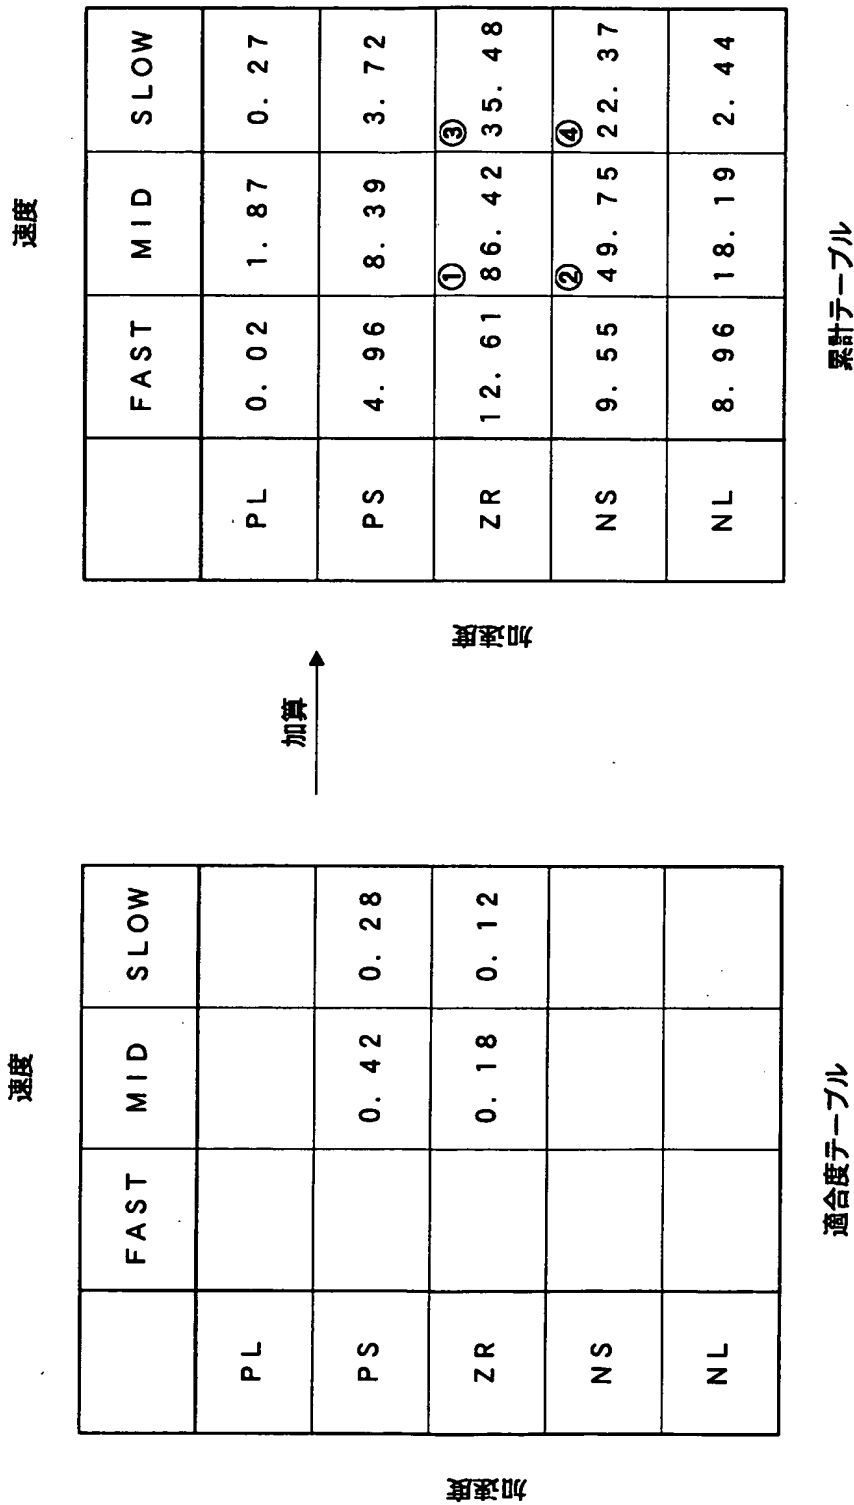 速度
FAST MID SLOW
PL
PS 0.42 0.28
ZR 0.18 0.12
NS
NL
加速度
適合度テーブル
加算
速度
FAST MID SLOW
PL 0.02 1.87 0.27
PS 4.96 8.39 3.72
ZR 12.61 ①86.42 ③35.48
NS 9.55 ②49.75 ④22.37
NL 8.96 18.19 2.44
加速度
累計テーブル